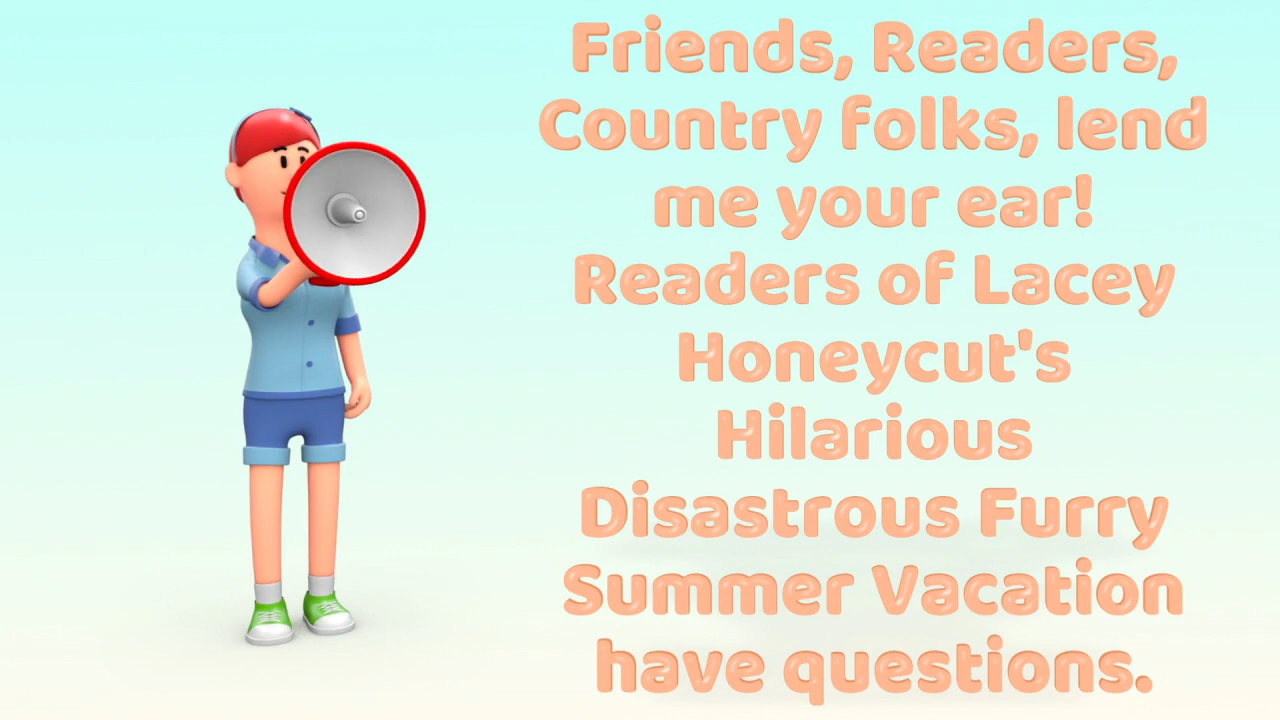 Friends, Readers,
Country folks, lend
me your ear!
Readers of Lacey
Honeycut's
Hilarious
Disastrous Furry
Summer Vacation
have questions.